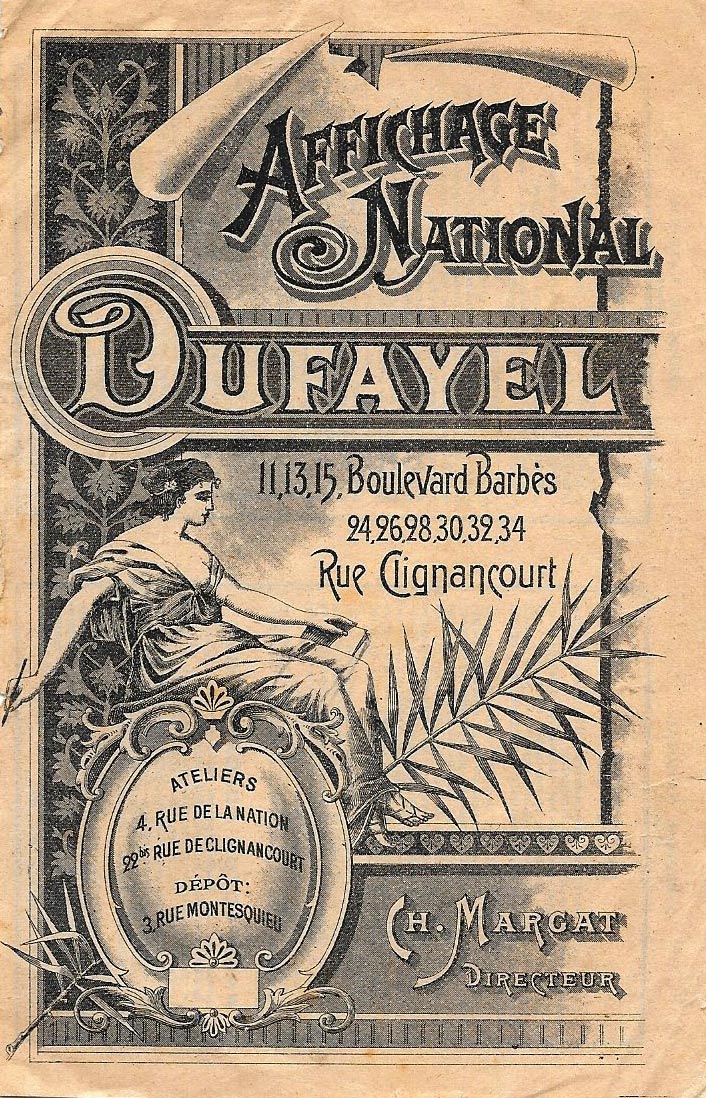 AFFICHAGE
NATIONAL
DUFAYEL
11,13,15, Boulevard Barbès
24,26,28,30,32,34
Rue Clignancourt
ATELIERS
4, RUE DE LA NATION
22bis RUE DE CLIGNANCOURT
DÉPÔT:
3, RUE MONTESQUIEU
CH. MARGAT
DIRECTEUR